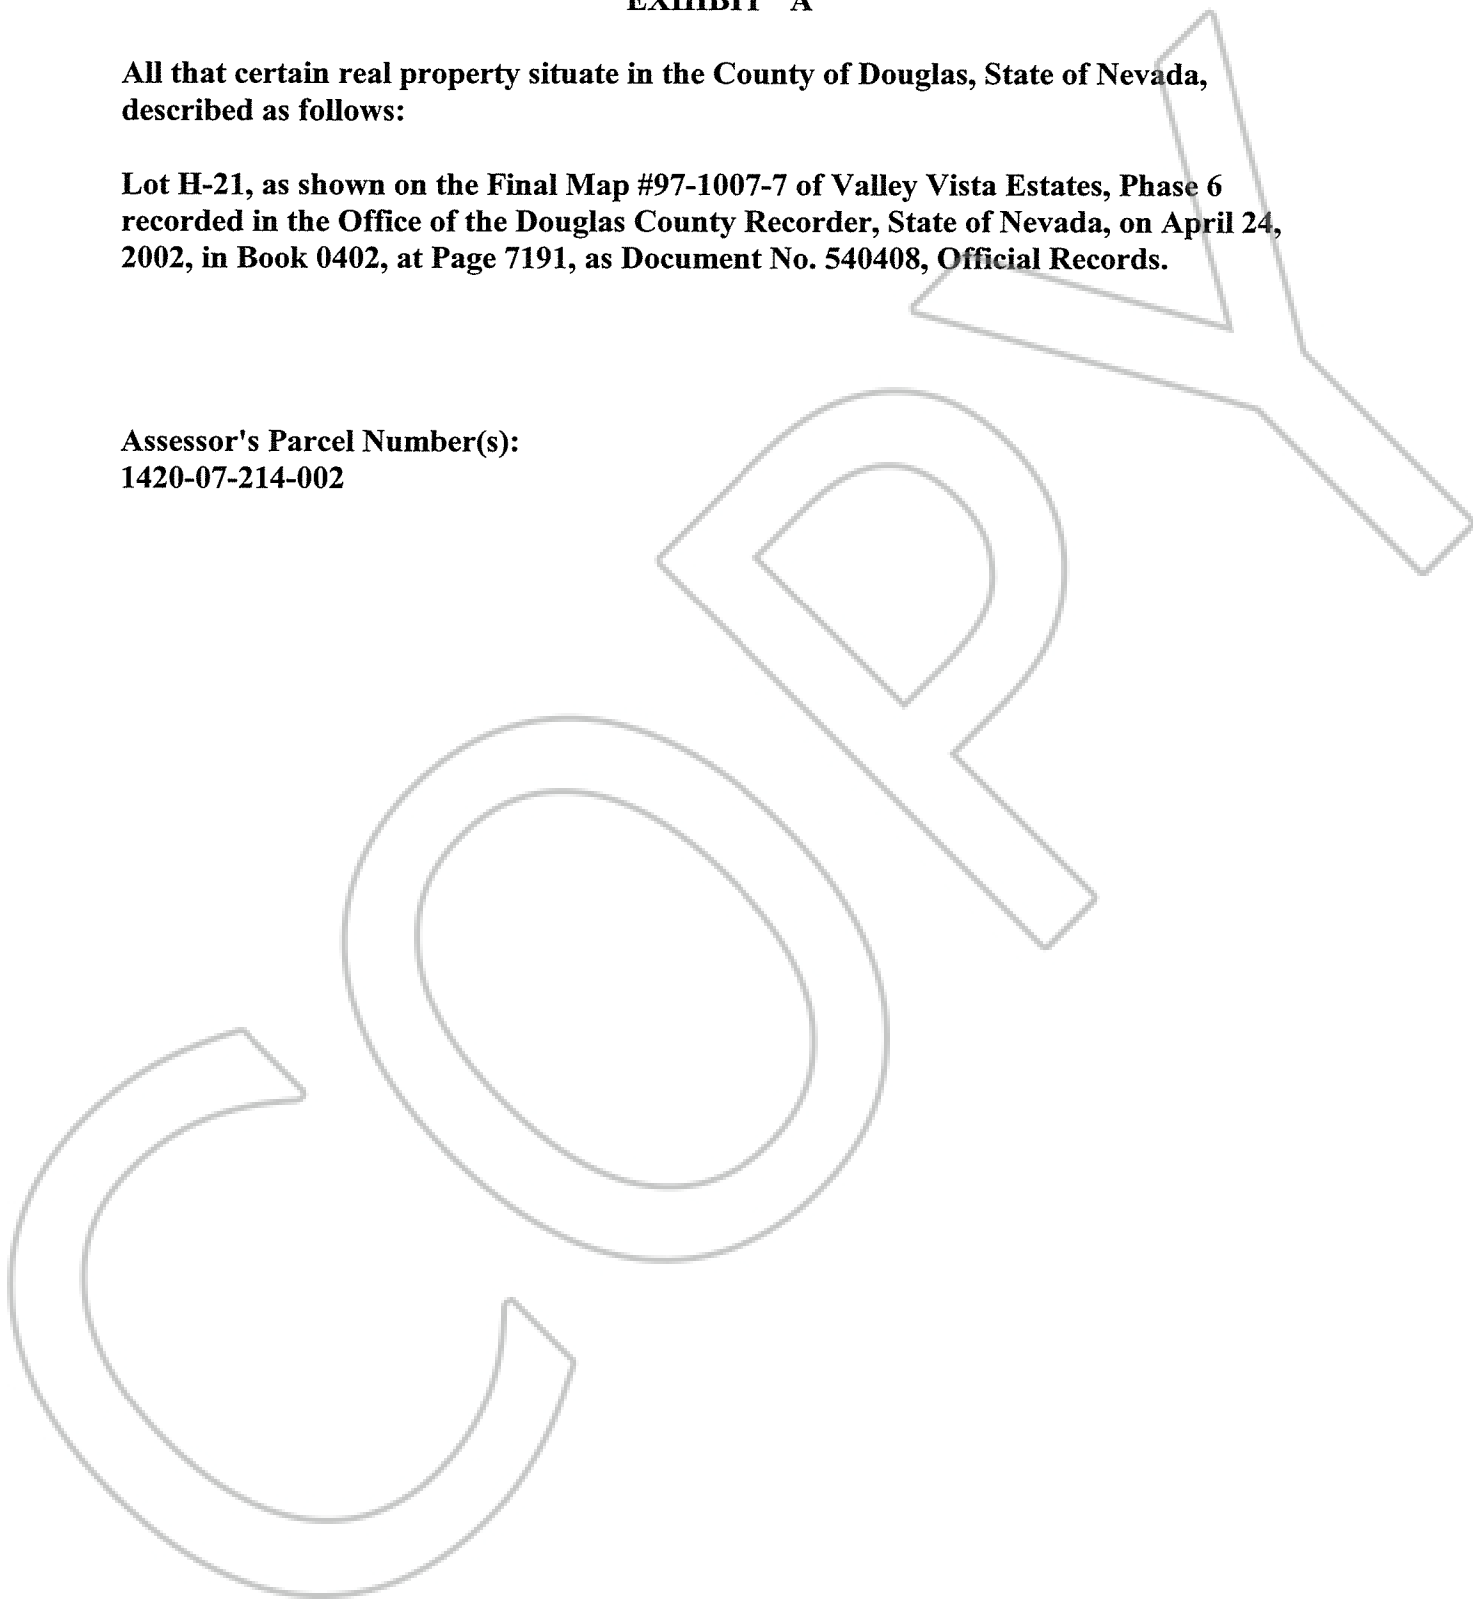 EXHIBIT A
All that certain real property situate in the County of Douglas, State of Nevada,
described as follows:
Lot H-21, as shown on the Final Map #97-1007-7 of Valley Vista Estates, Phase 6
recorded in the Office of the Douglas County Recorder, State of Nevada, on April 24,
2002, in Book 0402, at Page 7191, as Document No. 540408, Official Records.
Assessor's Parcel Number(s):
1420-07-214-002
COPY